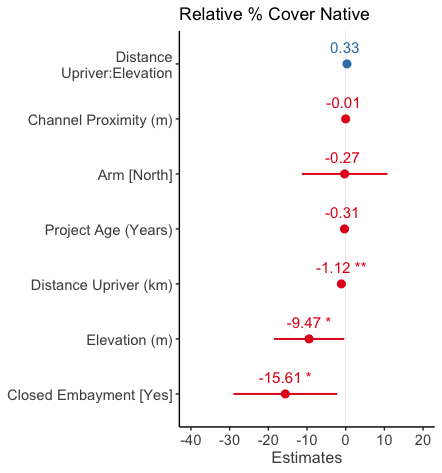 Relative % Cover Native
Distance
Upriver:Elevation
0.33
Channel Proximity (m)
-0.01
Arm [North]
-0.27
Project Age (Years)
-0.31
Distance Upriver (km)
-1.12 **
Elevation (m)
-9.47 *
Closed Embayment [Yes]
-15.61 *
-40 -30 -20 -10 0 10 20
Estimates